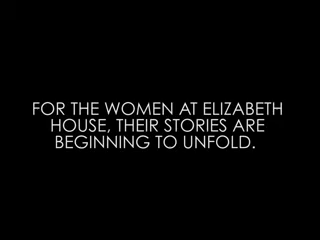 FOR THE WOMEN AT ELIZABETH
HOUSE, THEIR STORIES ARE
BEGINNING TO UNFOLD.